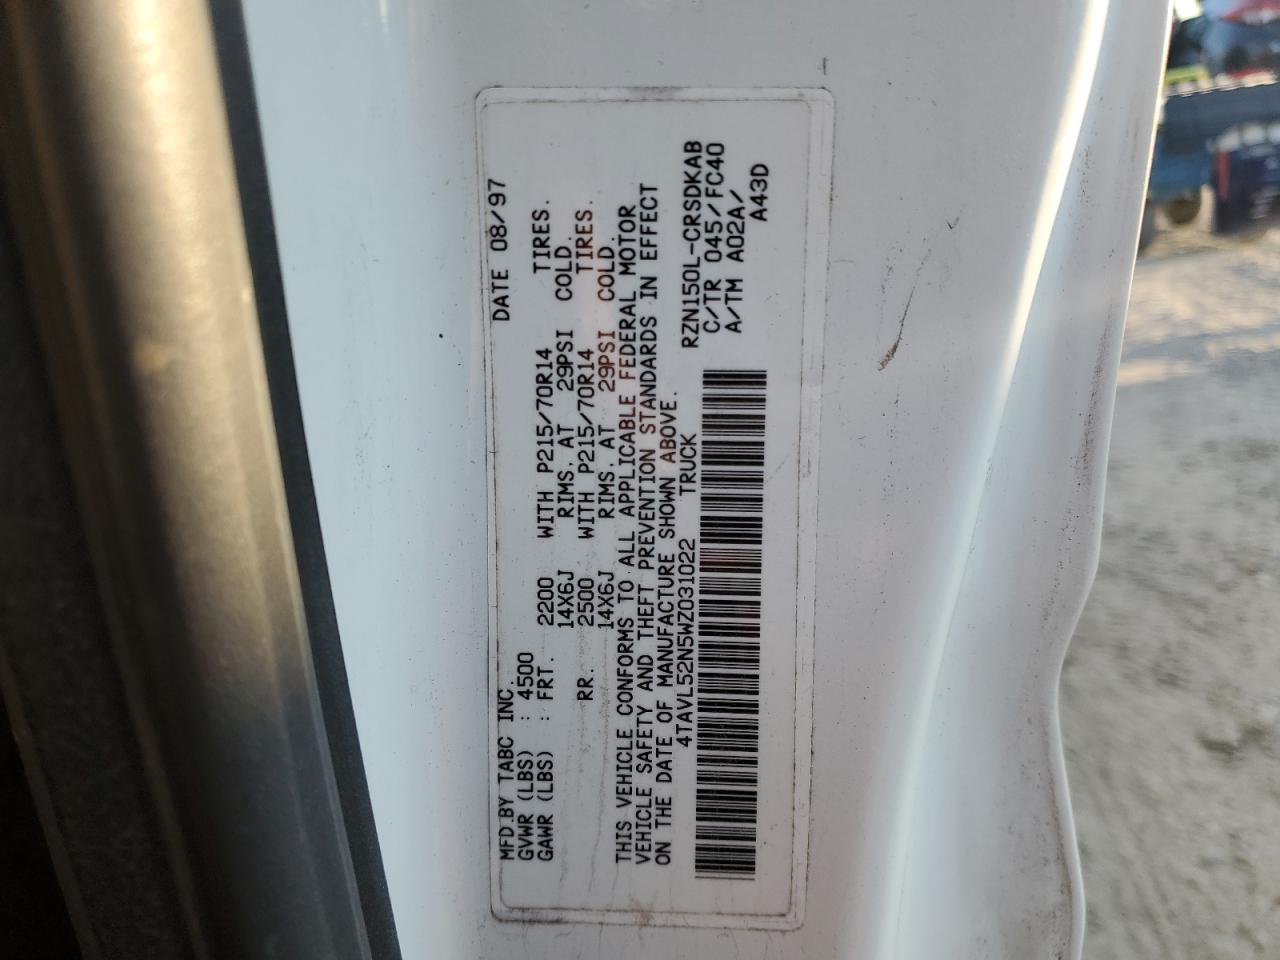 MFD.BY TABC INC. DATE 08/97
GVWR (LBS) : 4500
GAWR (LBS) : FRT. 2200 WITH P215/70R14 TIRES.
14X6J RIMS. AT 29PSI COLD.
RR. 2500 WITH P215/70R14 TIRES.
14X6J RIMS. AT 29PSI COLD.
THIS VEHICLE CONFORMS TO ALL APPLICABLE FEDERAL MOTOR
VEHICLE SAFETY AND THEFT PREVENTION STANDARDS IN EFFECT
ON THE DATE OF MANUFACTURE SHOWN ABOVE.
4TAVL52N5WZ031022 TRUCK RZN150L-CRSDKAB
C/TR 045/FC40
A/TM A02A/
A43D